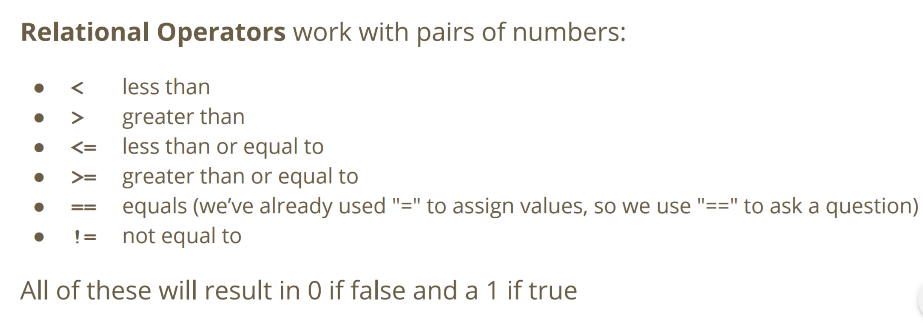 Relational Operators work with pairs of numbers:
● < less than
● > greater than
● <= less than or equal to
● >= greater than or equal to
● == equals (we’ve already used "=" to assign values, so we use "==" to ask a question)
● != not equal to
All of these will result in 0 if false and a 1 if true